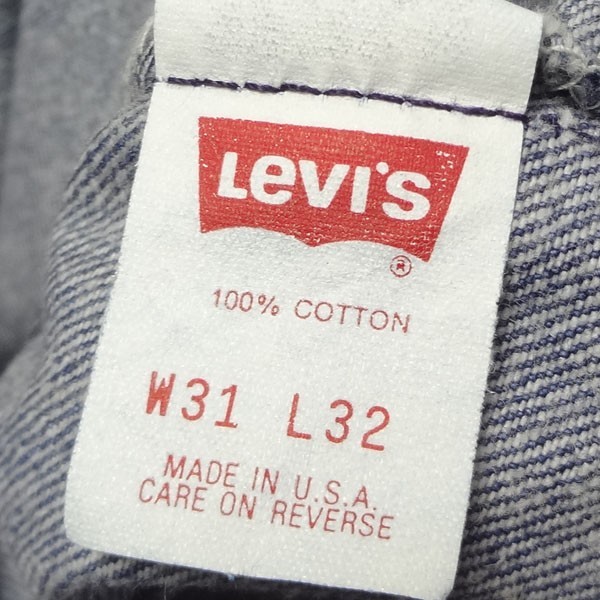 Levi's
®
100% COTTON
W31 L32
MADE IN U.S.A.
CARE ON REVERSE